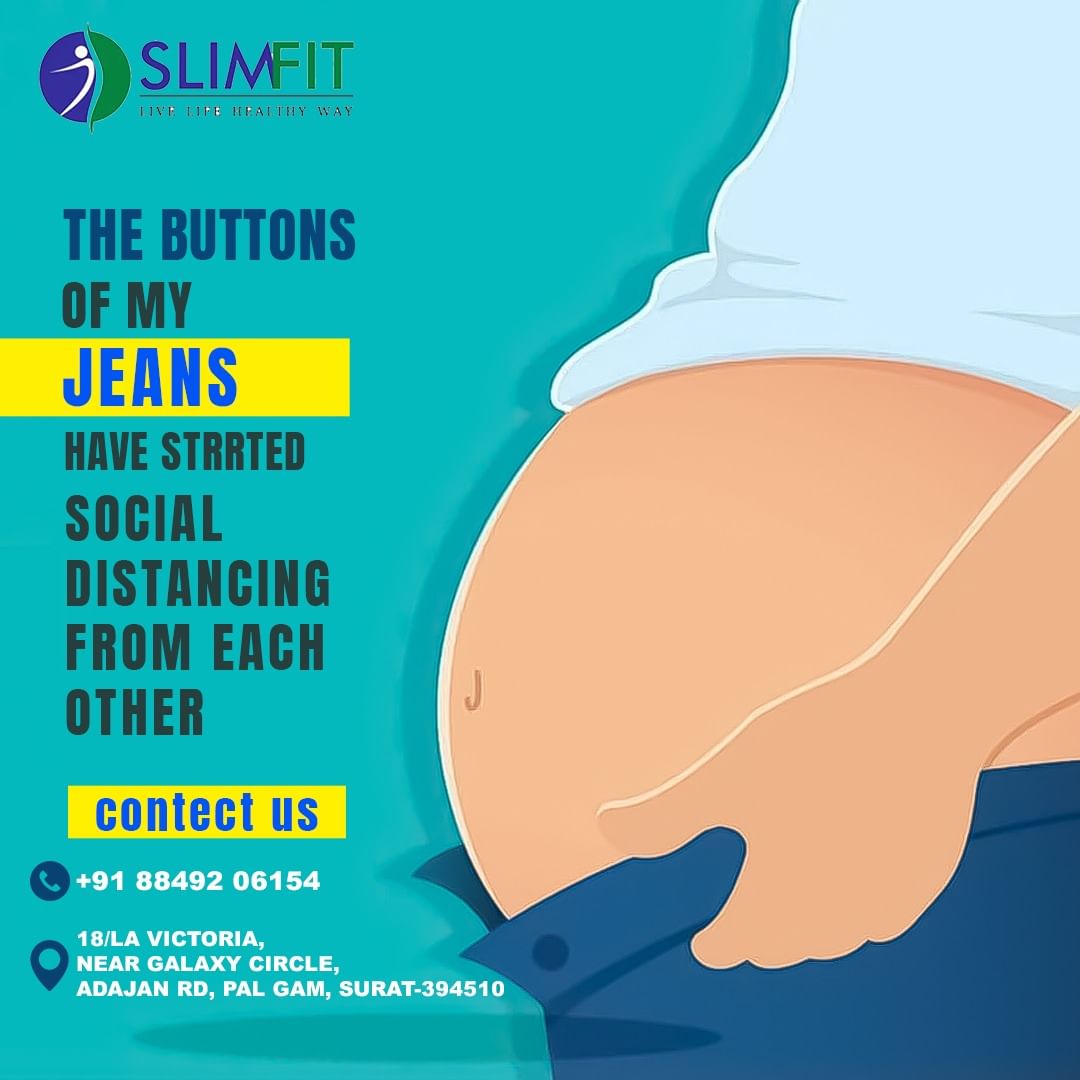 SLIMFIT
LIVE LIFE HEALTHY WAY
THE BUTTONS
OF MY
JEANS
HAVE STRRTED
SOCIAL
DISTANCING
FROM EACH
OTHER
contect us
+91 88492 06154
18/LA VICTORIA,
NEAR GALAXY CIRCLE,
ADAJAN RD, PAL GAM, SURAT-394510